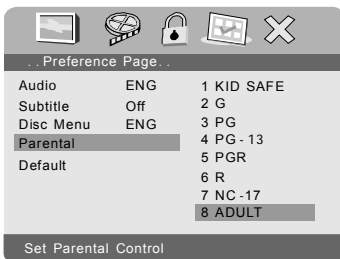 . . Preference Page. .
Audio ENG
Subtitle Off
Disc Menu ENG
Parental
Default
1 KID SAFE
2 G
3 PG
4 PG-13
5 PGR
6 R
7 NC-17
8 ADULT
Set Parental Control